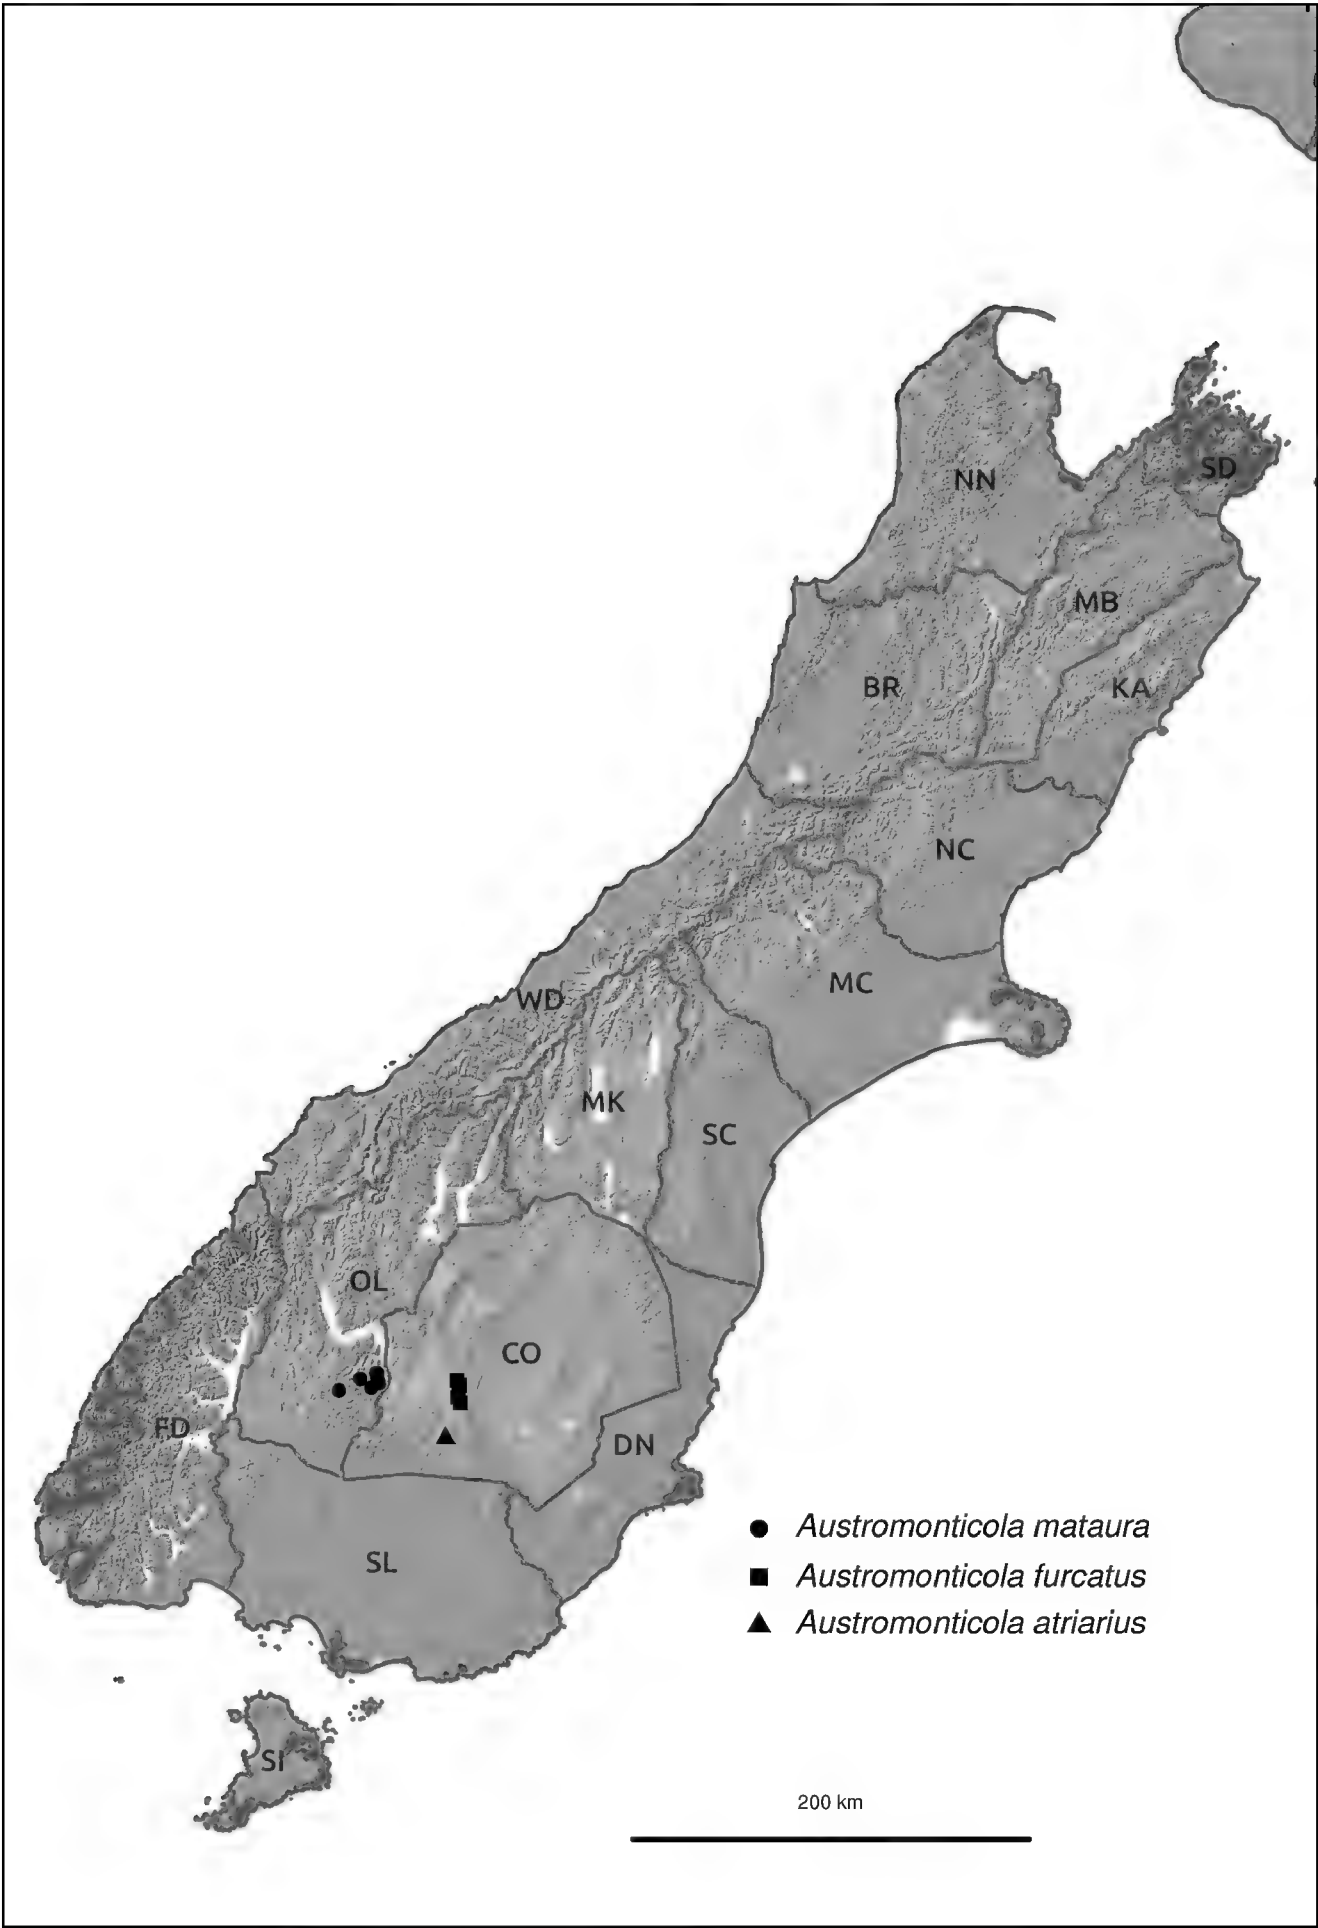 NN
SD
MB
BR
KA
NC
MC
WD
MK
SC
OL
CO
FD
DN
Austromonticola mataura
SL
Austromonticola furcatus
Austromonticola atriarius
SI
200 km